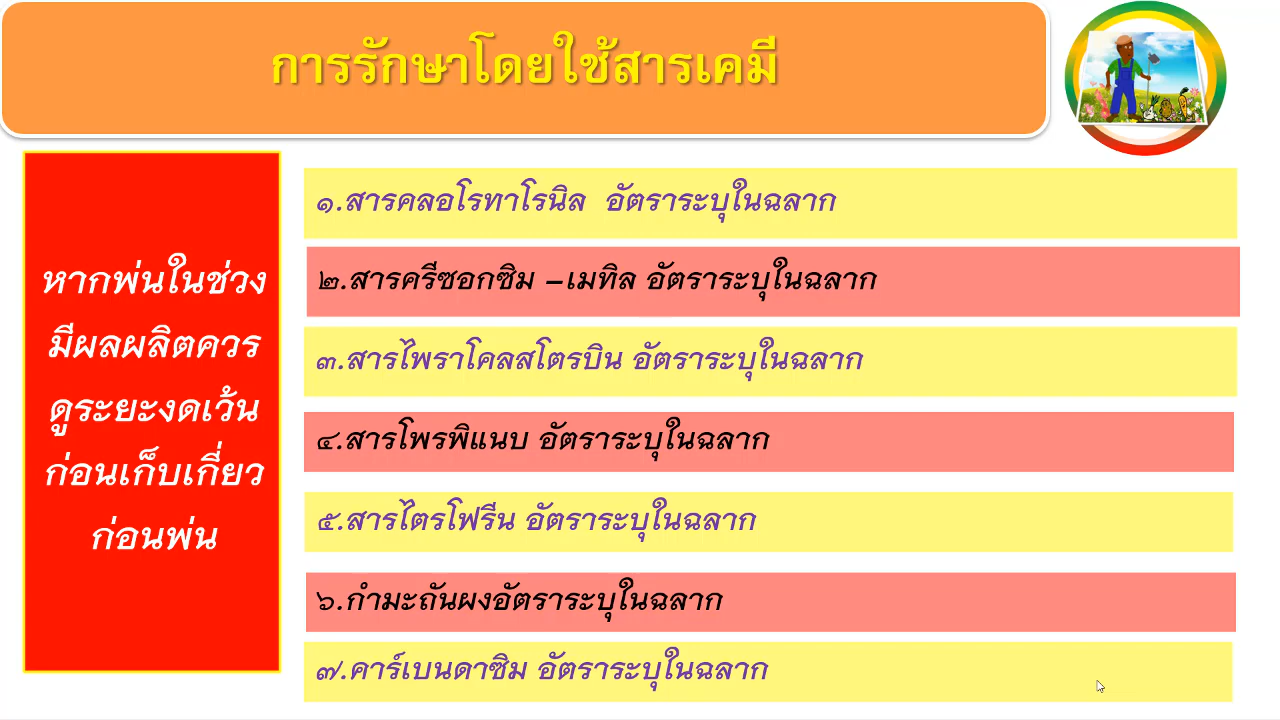 การรักษาโดยใช้สารเคมี
หากพ่นในช่วง
มีผลผลิตควร
ดูระยะงดเว้น
ก่อนเก็บเกี่ยว
ก่อนพ่น
๑.สารคลอโรทาโรนิล อัตราระบุในฉลาก
๒.สารครีซอกซิม –เมทิล อัตราระบุในฉลาก
๓.สารไพราโคลสโตรบิน อัตราระบุในฉลาก
๔.สารโพรพิแนบ อัตราระบุในฉลาก
๕.สารไตรโฟรีน อัตราระบุในฉลาก
๖.กำมะถันผงอัตราระบุในฉลาก
๗.คาร์เบนดาซิม อัตราระบุในฉลาก